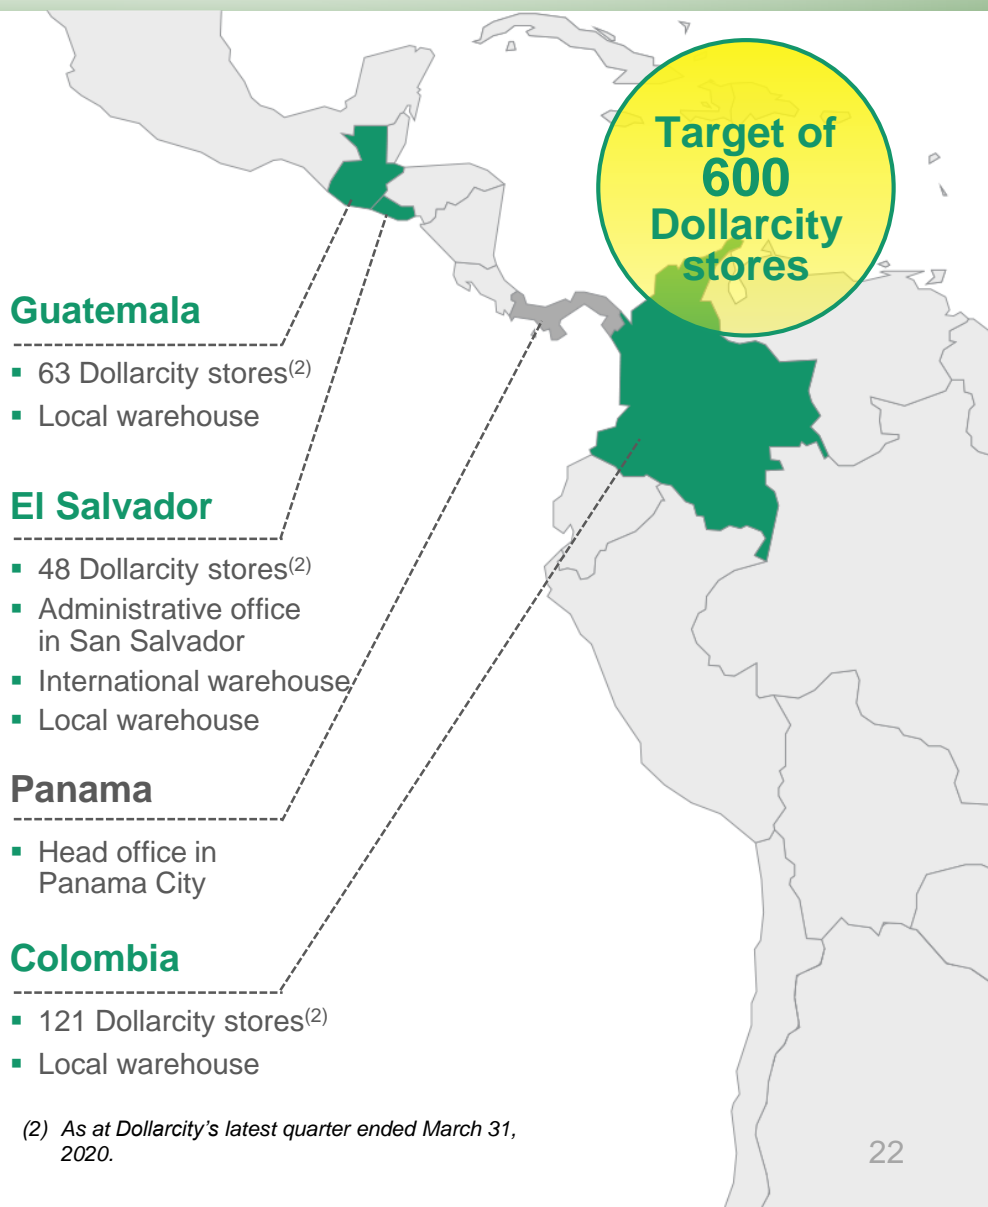 Target of
600
Dollarcity
stores
Guatemala
▪ 63 Dollarcity stores(2)
▪ Local warehouse
El Salvador
▪ 48 Dollarcity stores(2)
▪ Administrative office
in San Salvador
▪ International warehouse
▪ Local warehouse
Panama
▪ Head office in
Panama City
Colombia
▪ 121 Dollarcity stores(2)
▪ Local warehouse
(2) As at Dollarcity’s latest quarter ended March 31,
2020.
22